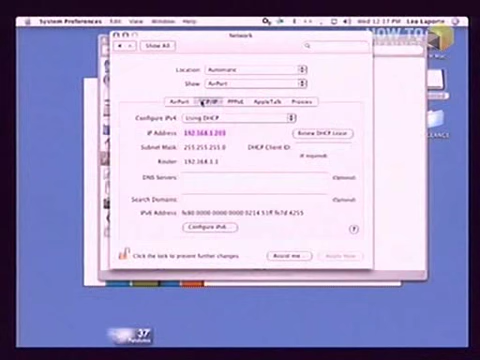 System Preferences Edit View Window Help Wed 12:17 PM Leo Laporte
HOW TO
Network
Show All
Location: Automatic
Show: AirPort
AirPort TCP/IP PPPoE AppleTalk Proxies
Configure IPv4: Using DHCP
IP Address: 192.168.1.203 Renew DHCP Lease
Subnet Mask: 255.255.255.0 DHCP Client ID:
(If required)
Router: 192.168.1.1
DNS Servers: (Optional)
Search Domains: (Optional)
IPv6 Address: fe80:0000:0000:0000:0214:51ff:fe7d:4255
Configure IPv6... ?
Click the lock to prevent further changes. Assist me... Apply Now
37°
Petaluma